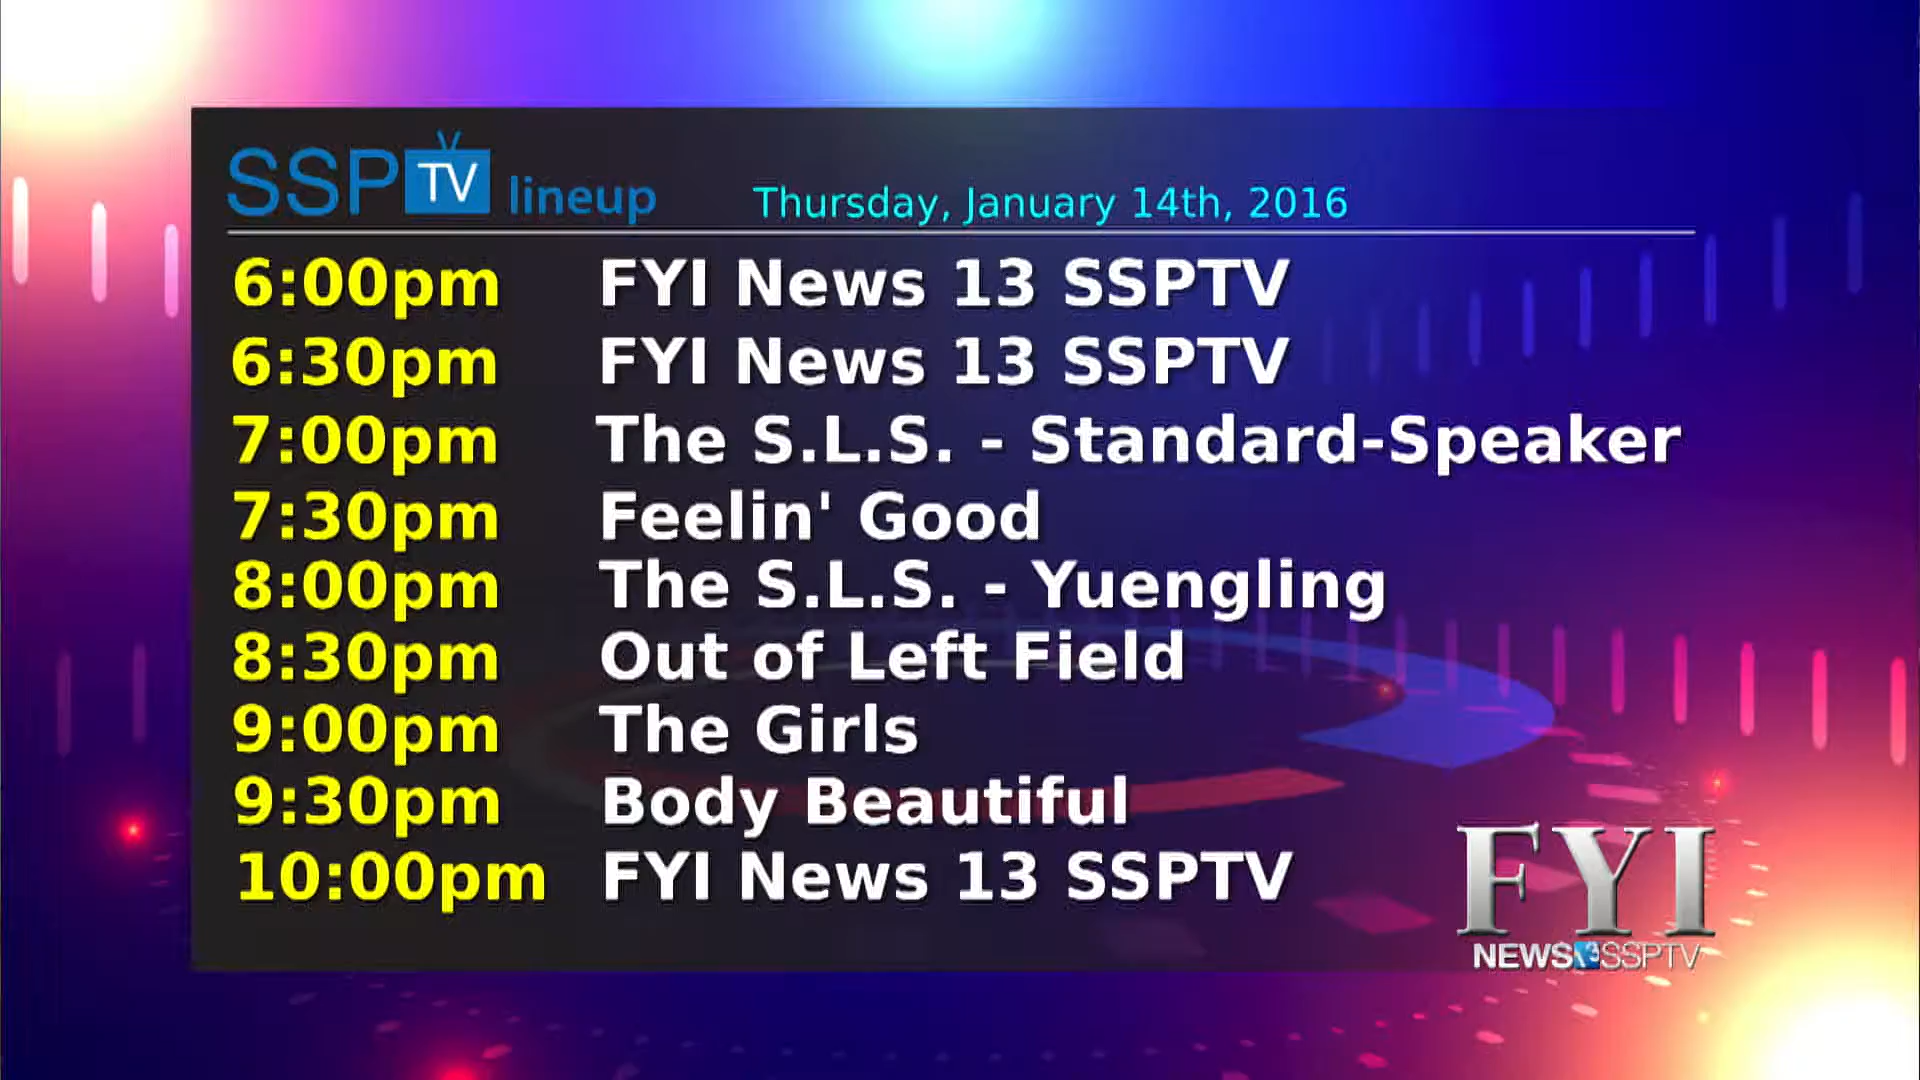 SSPTV lineup Thursday, January 14th, 2016
6:00pm FYI News 13 SSPTV
6:30pm FYI News 13 SSPTV
7:00pm The S.L.S. - Standard-Speaker
7:30pm Feelin' Good
8:00pm The S.L.S. - Yuengling
8:30pm Out of Left Field
9:00pm The Girls
9:30pm Body Beautiful
10:00pm FYI News 13 SSPTV
FYI
NEWS 13 SSPTV